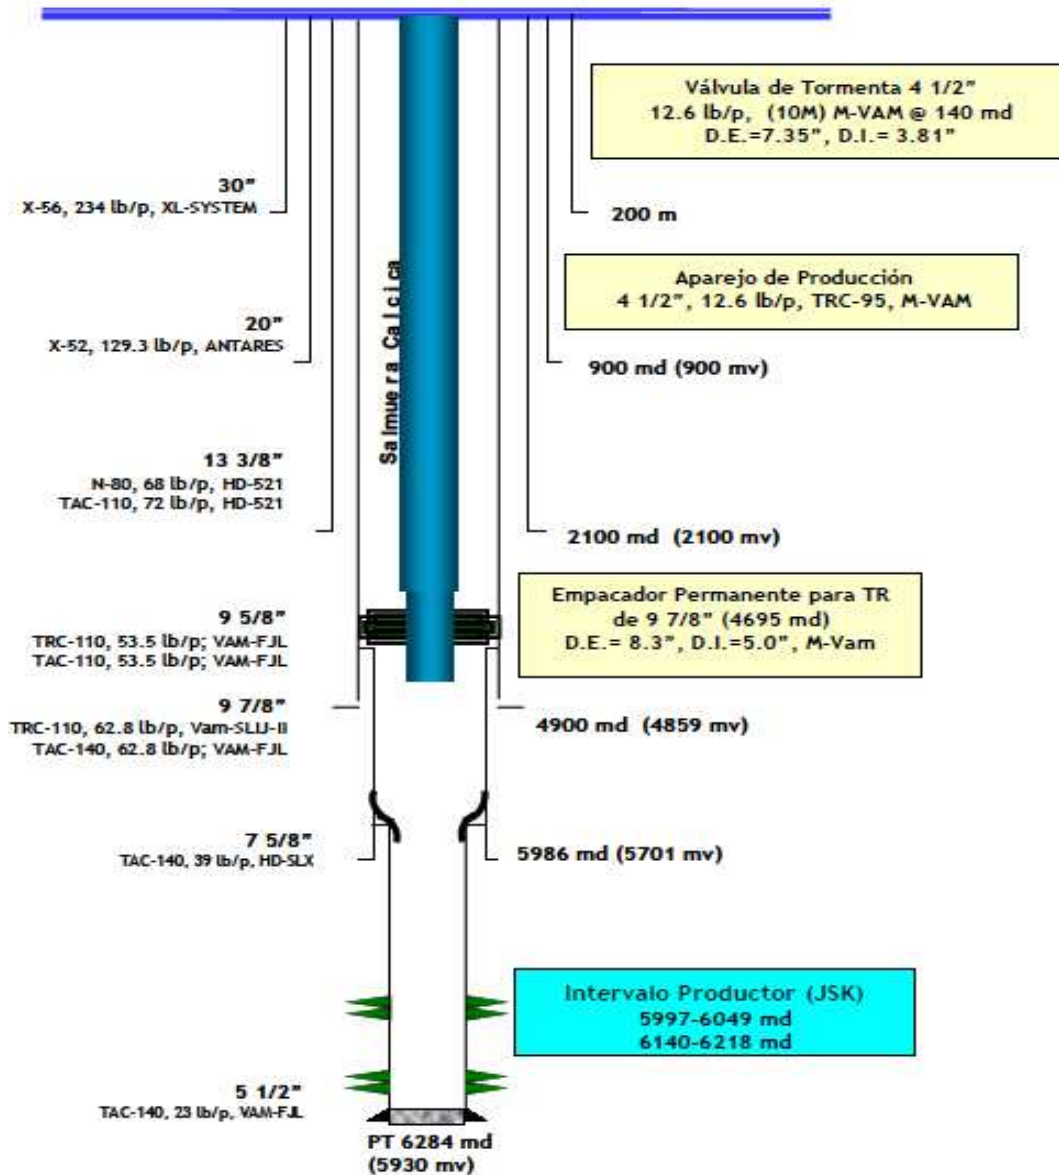 Válvula de Tormenta 4 1/2”
12.6 lb/p, (10M) M-VAM @ 140 md
D.E.=7.35”, D.I.= 3.81”
30”
X-56, 234 lb/p, XL-SYSTEM
200 m
Aparejo de Producción
4 1/2”, 12.6 lb/p, TRC-95, M-VAM
Salmuera Calcica
20”
X-52, 129.3 lb/p, ANTARES
900 md (900 mv)
13 3/8”
N-80, 68 lb/p, HD-521
TAC-110, 72 lb/p, HD-521
2100 md (2100 mv)
Empacador Permanente para TR
de 9 7/8” (4695 md)
D.E.= 8.3”, D.I.=5.0”, M-Vam
9 5/8”
TRC-110, 53.5 lb/p; VAM-FJL
TAC-110, 53.5 lb/p; VAM-FJL
9 7/8”
TRC-110, 62.8 lb/p, Vam-SLIJ-II
TAC-140, 62.8 lb/p; VAM-FJL
4900 md (4859 mv)
7 5/8”
TAC-140, 39 lb/p, HD-SLX
5986 md (5701 mv)
Intervalo Productor (JSK)
5997-6049 md
6140-6218 md
5 1/2”
TAC-140, 23 lb/p, VAM-FJL
PT 6284 md
(5930 mv)